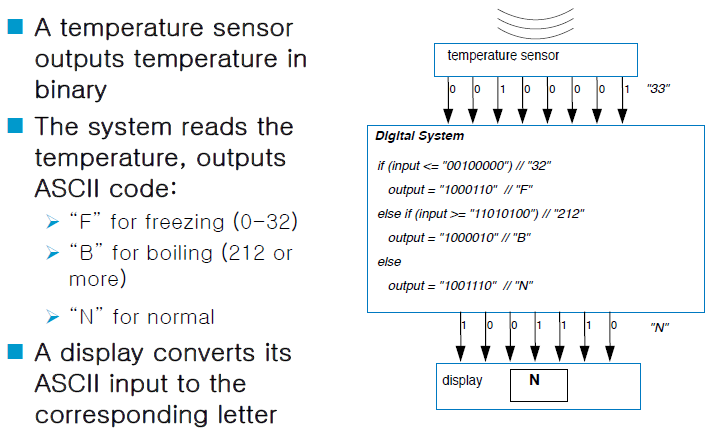 A temperature sensor
outputs temperature in
binary
The system reads the
temperature, outputs
ASCII code:
“F” for freezing (0-32)
“B” for boiling (212 or
more)
“N” for normal
A display converts its
ASCII input to the
corresponding letter
temperature sensor
0 0 1 0 0 0 0 1 "33"
Digital System
if (input <= "00100000") // "32"
output = "1000110" // "F"
else if (input >= "11010100") // "212"
output = "1000010" // "B"
else
output = "1001110" // "N"
1 0 0 1 1 1 0 "N"
display N